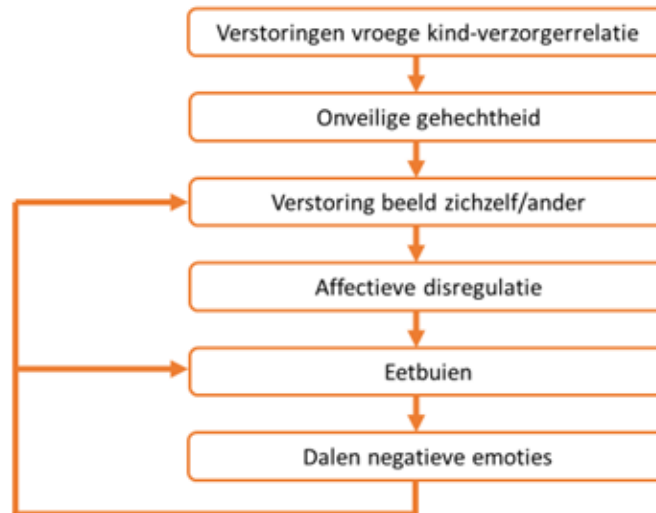 Verstoringen vroege kind-verzorgerrelatie
Onveilige gehechtheid
Verstoring beeld zichzelf/ander
Affectieve disregulatie
Eetbuien
Dalen negatieve emoties